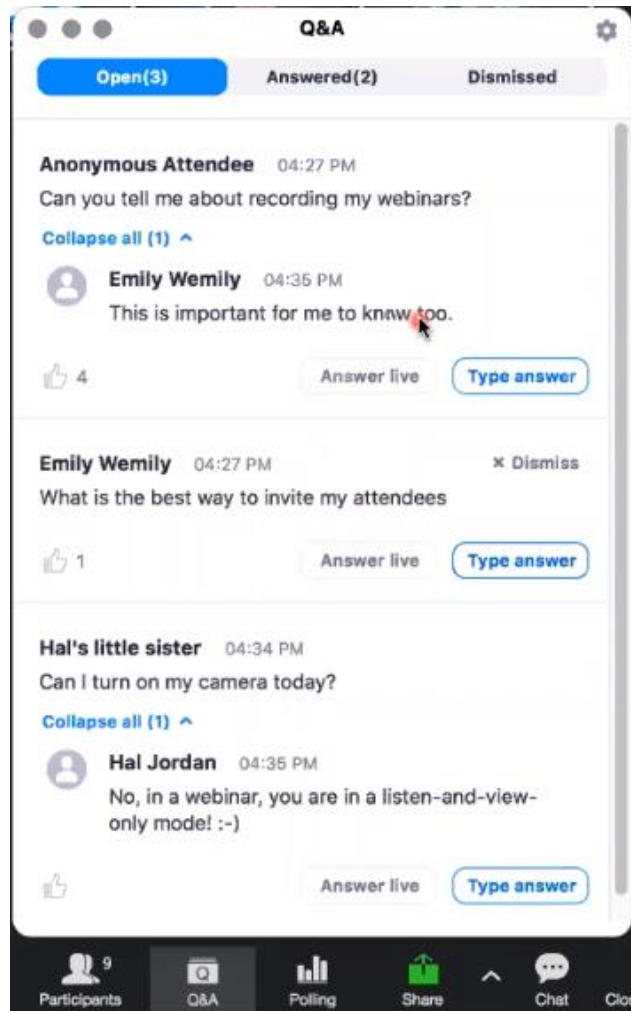 Q&A
Open(3) Answered(2) Dismissed
Anonymous Attendee 04:27 PM
Can you tell me about recording my webinars?
Collapse all (1)
Emily Wemily 04:35 PM
This is important for me to know too.
4 Answer live Type answer
Emily Wemily 04:27 PM × Dismiss
What is the best way to invite my attendees
1 Answer live Type answer
Hal's little sister 04:34 PM
Can I turn on my camera today?
Collapse all (1)
Hal Jordan 04:35 PM
No, in a webinar, you are in a listen-and-view-
only mode! :-)
Answer live Type answer
9
Q
Participants Q&A Polling Share Chat Clos